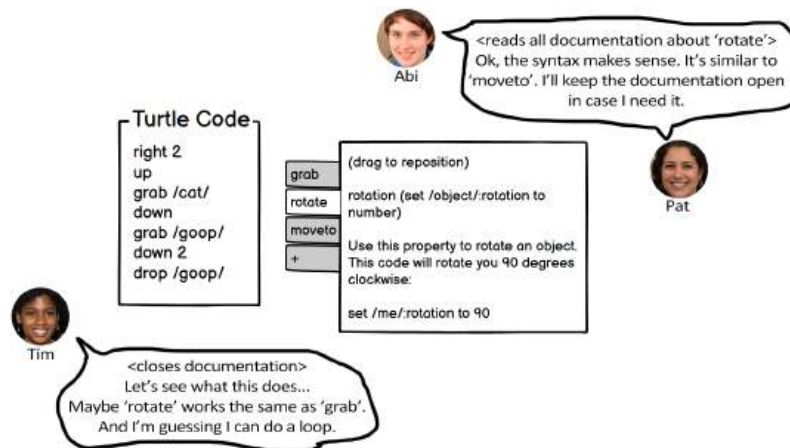 <reads all documentation about ‘rotate’>
Ok, the syntax makes sense. It’s similar to
‘moveto’. I’ll keep the documentation open
in case I need it.
Abi
Pat
Turtle Code
right 2
up
grab /cat/
down
grab /goop/
down 2
drop /goop/
grab
rotate
moveto
+
(drag to reposition)
rotation (set /object/:rotation to
number)
Use this property to rotate an object.
This code will rotate you 90 degrees
clockwise:
set /me/:rotation to 90
Tim
<closes documentation>
Let’s see what this does...
Maybe ‘rotate’ works the same as ‘grab’.
And I’m guessing I can do a loop.